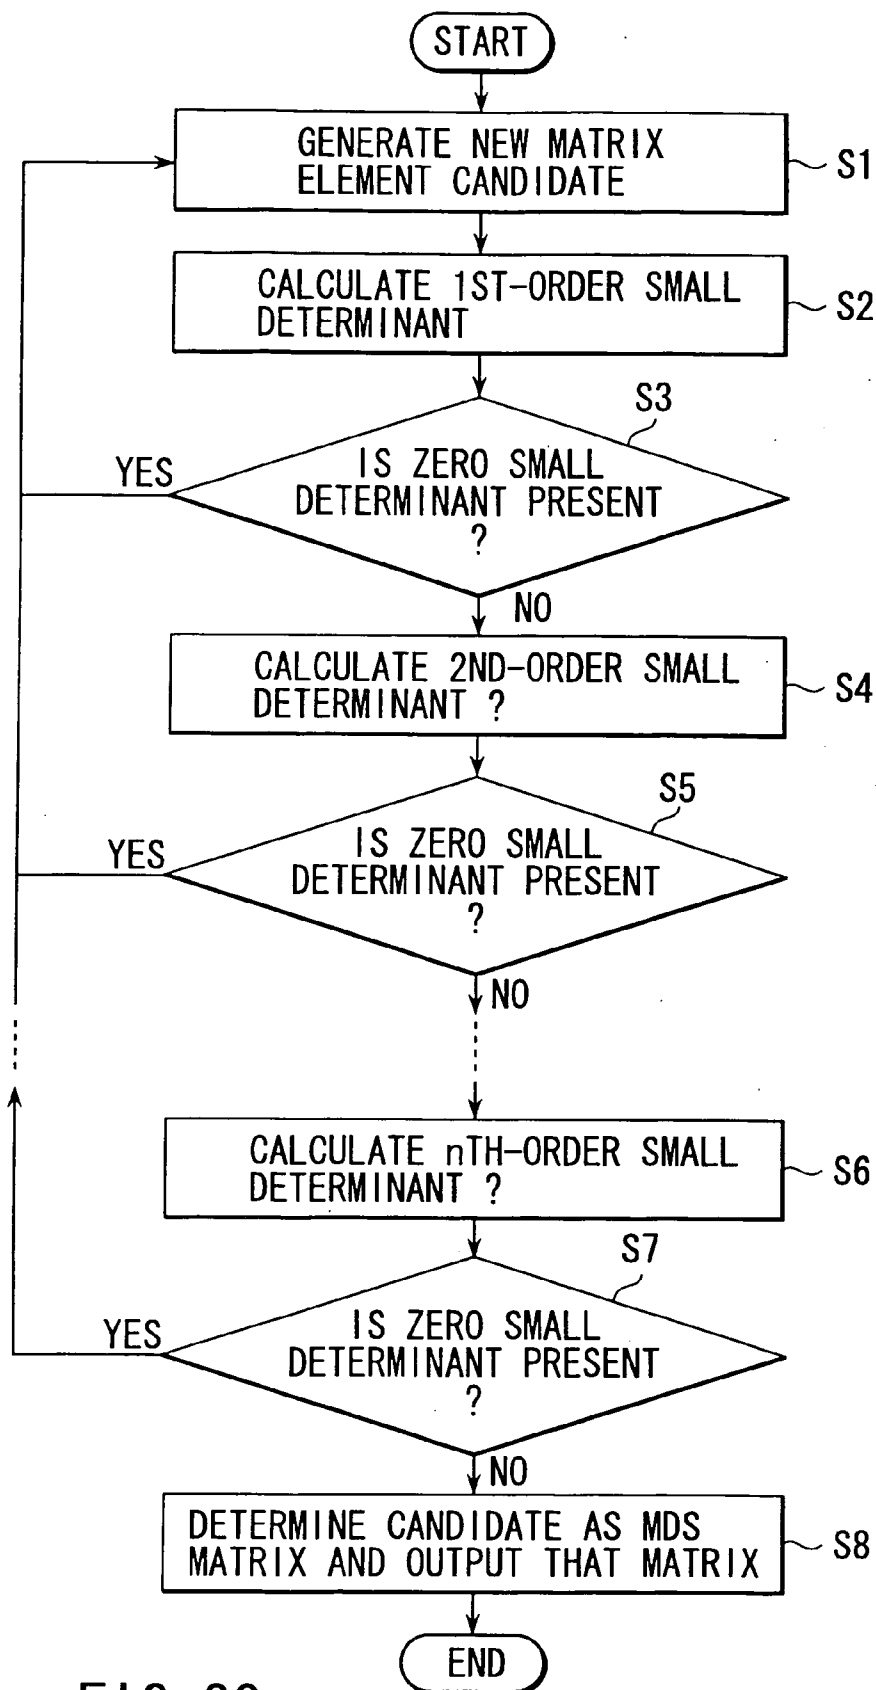 START
GENERATE NEW MATRIX
ELEMENT CANDIDATE
S1
CALCULATE 1ST-ORDER SMALL
DETERMINANT
S2
S3
YES
IS ZERO SMALL
DETERMINANT PRESENT
?
NO
CALCULATE 2ND-ORDER SMALL
DETERMINANT ?
S4
S5
YES
IS ZERO SMALL
DETERMINANT PRESENT
?
NO
CALCULATE nTH-ORDER SMALL
DETERMINANT ?
S6
S7
YES
IS ZERO SMALL
DETERMINANT PRESENT
?
NO
DETERMINE CANDIDATE AS MDS
MATRIX AND OUTPUT THAT MATRIX
S8
END